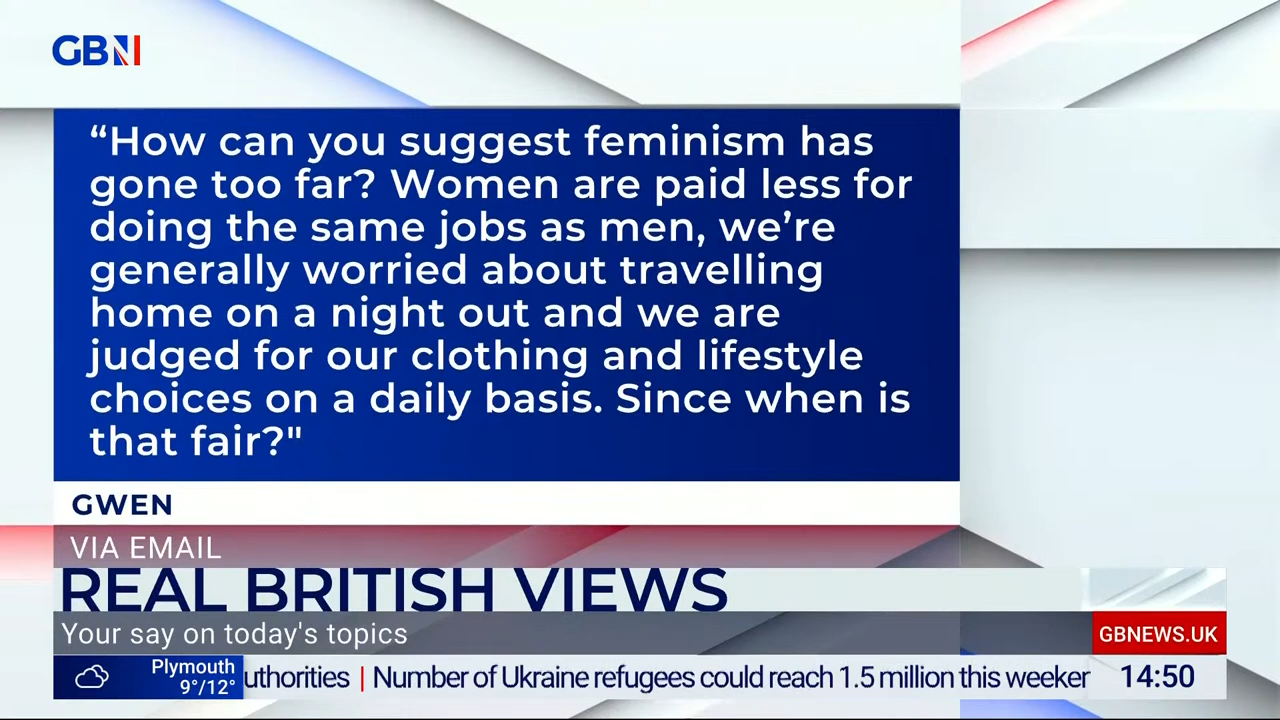 GBN
“How can you suggest feminism has
gone too far? Women are paid less for
doing the same jobs as men, we’re
generally worried about travelling
home on a night out and we are
judged for our clothing and lifestyle
choices on a daily basis. Since when is
that fair?"
GWEN
VIA EMAIL
REAL BRITISH VIEWS
Your say on today's topics
GBNEWS.UK
Plymouth
9°/12°
uthorities | Number of Ukraine refugees could reach 1.5 million this weeker
14:50